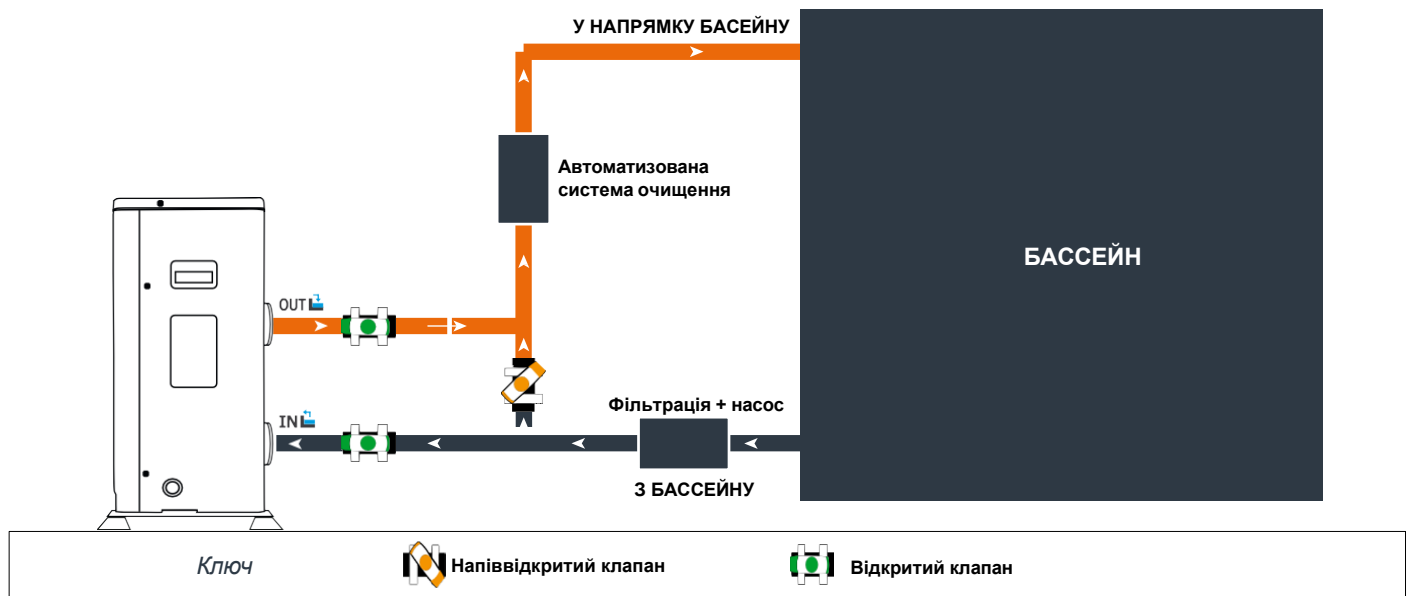 У НАПРЯМКУ БАСЕЙНУ
Автоматизована
система очищення
БАССЕЙН
OUT
IN
Фільтрація + насос
З БАССЕЙНУ
Ключ
Напіввідкритий клапан
Відкритий клапан